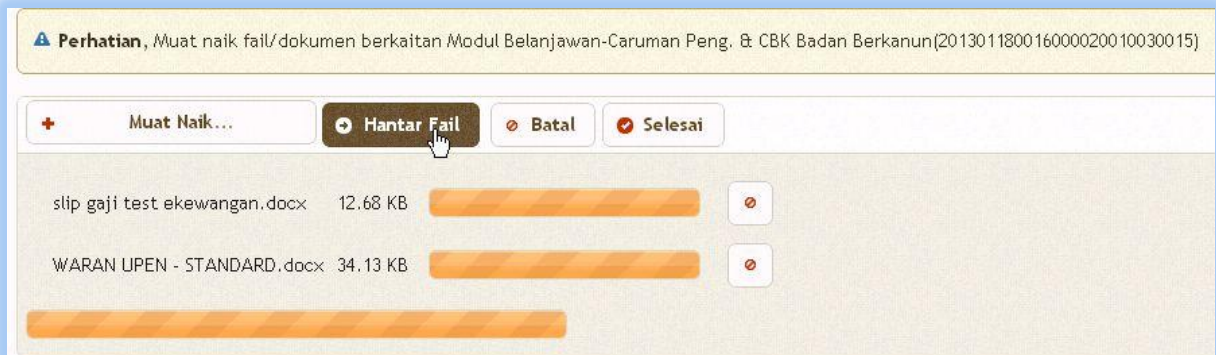 Perhatian, Muat naik fail/dokumen berkaitan Modul Belanjawan-Caruman Peng. & CBK Badan Berkanun(2013011800160000020010030015)
Muat Naik... Hantar Fail Batal Selesai
slip gaji test ekewangan.docx 12.68 KB
WARAN UPEN - STANDARD.docx 34.13 KB